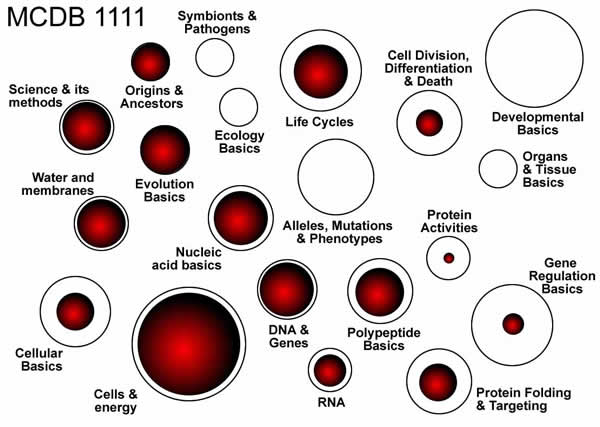 MCDB 1111
Symbionts &
Pathogens
Origins &
Ancestors
Science & its
methods
Ecology
Basics
Life Cycles
Cell Division,
Differentiation
& Death
Developmental
Basics
Organs
& Tissue
Basics
Evolution
Basics
Water and
membranes
Alleles, Mutations
& Phenotypes
Protein
Activities
Nucleic
acid basics
Gene
Regulation
Basics
DNA &
Genes
Polypeptide
Basics
Cellular
Basics
Cells &
energy
RNA
Protein Folding
& Targeting